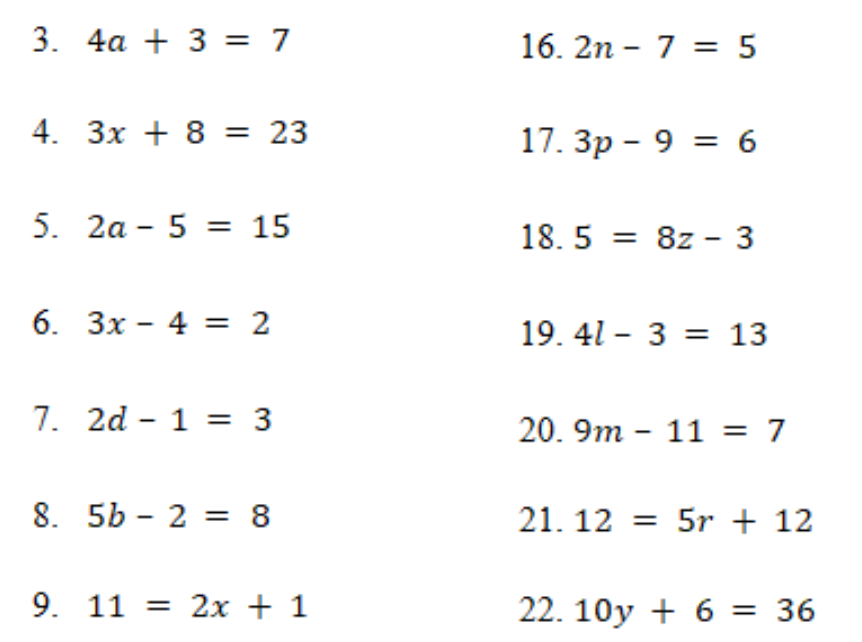 3. 4a + 3 = 7
4. 3x + 8 = 23
5. 2a – 5 = 15
6. 3x – 4 = 2
7. 2d – 1 = 3
8. 5b – 2 = 8
9. 11 = 2x + 1
16. 2n – 7 = 5
17. 3p – 9 = 6
18. 5 = 8z – 3
19. 4l – 3 = 13
20. 9m – 11 = 7
21. 12 = 5r + 12
22. 10y + 6 = 36